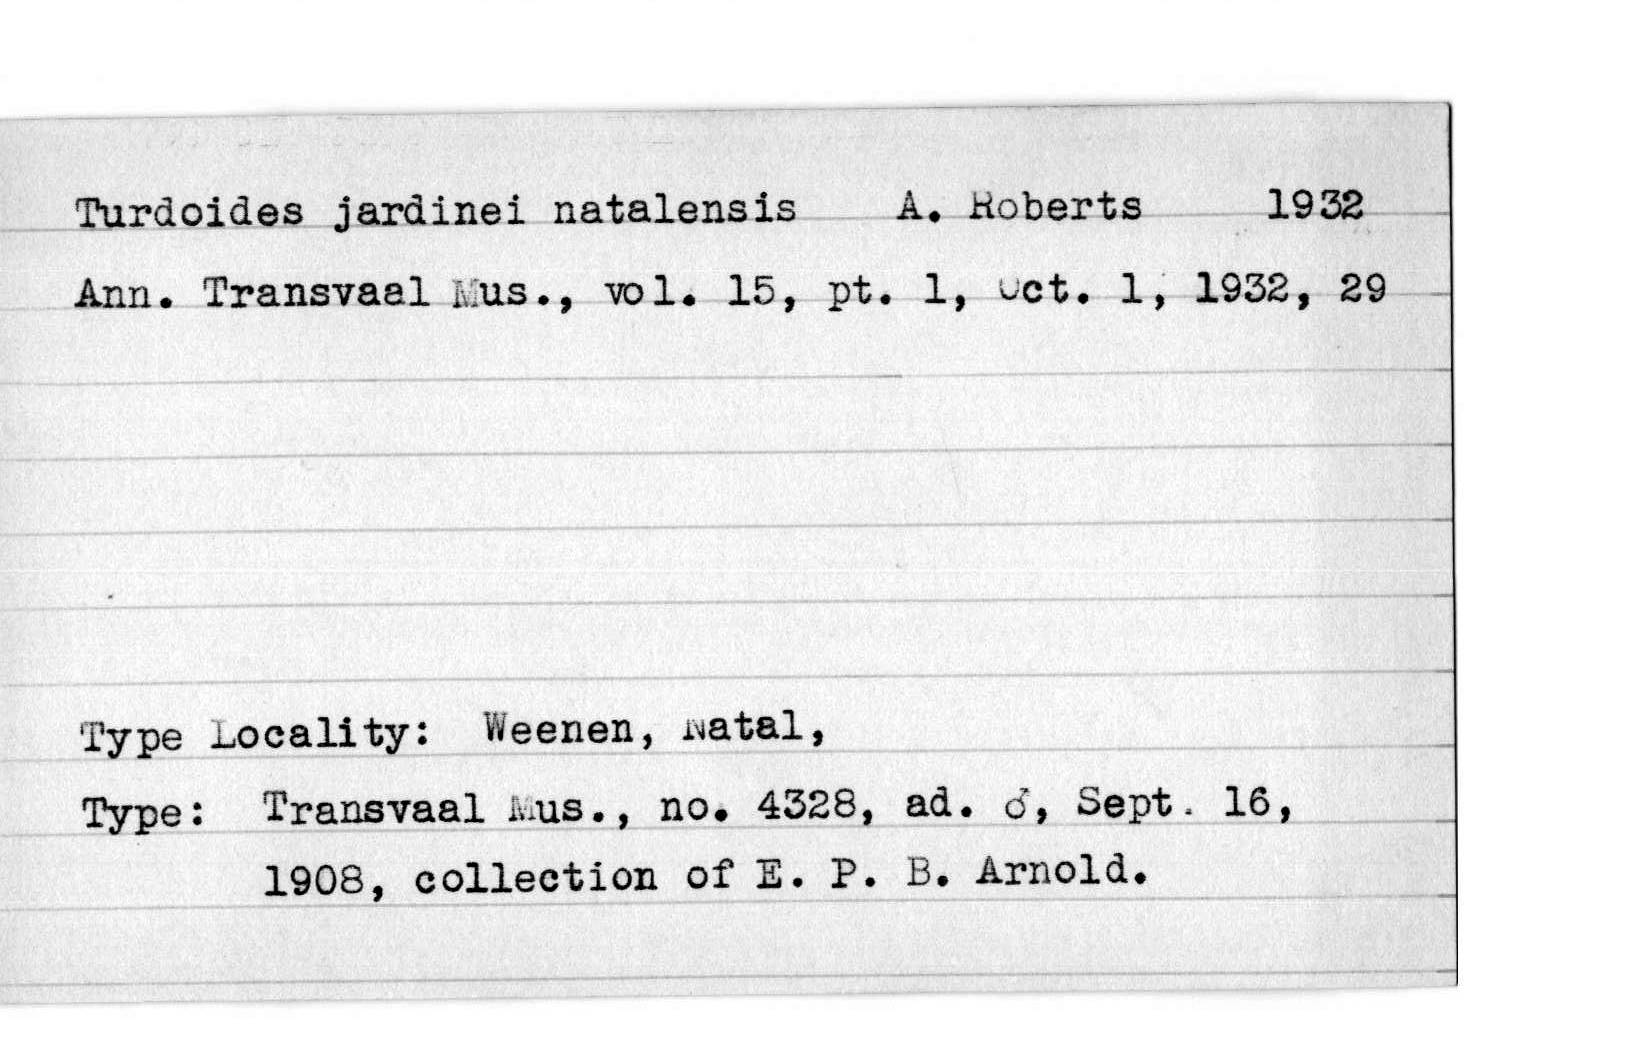 Turdoides jardinei natalensis A. Roberts 1932
Ann. Transvaal Mus., vol. 15, pt. 1, Oct. 1, 1932, 29
Type Locality: Weenen, Natal,
Type: Transvaal Mus., no. 4328, ad. ♂, Sept. 16,
1908, collection of E. P. B. Arnold.